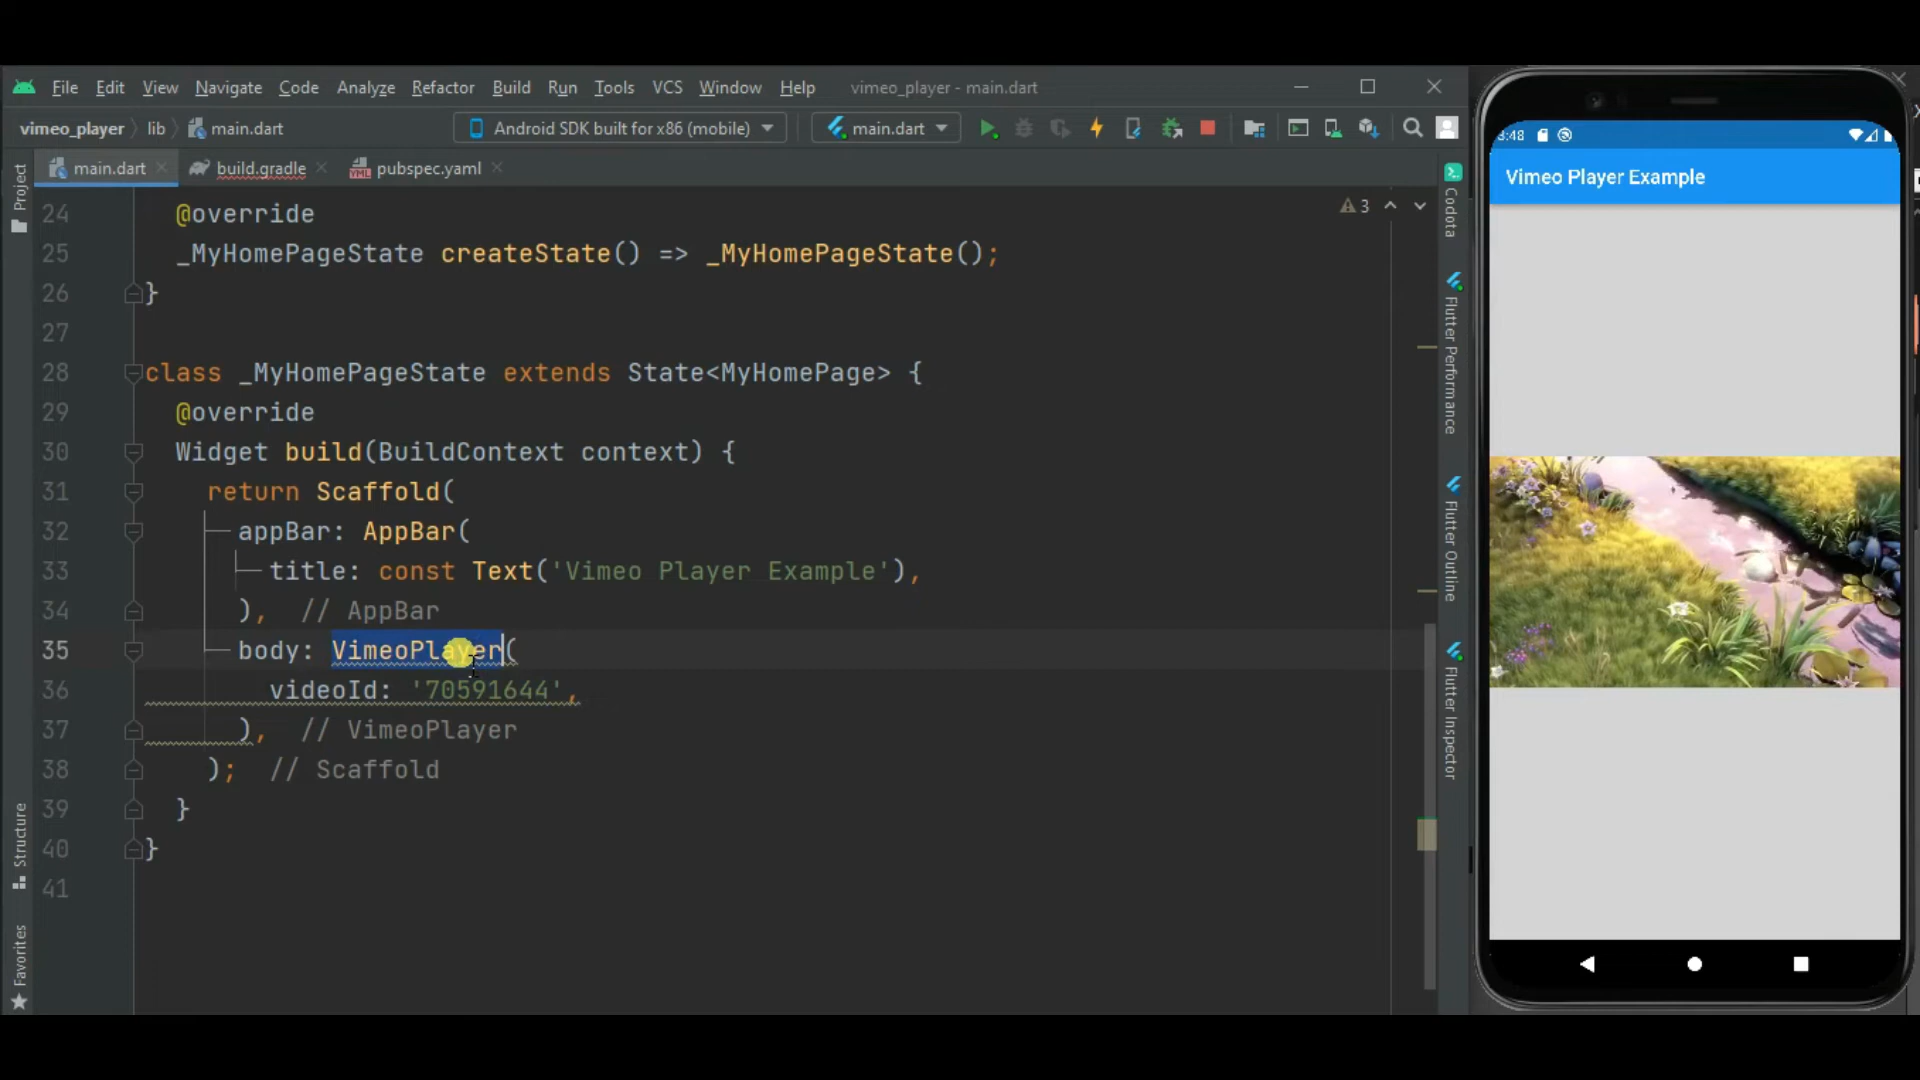 File Edit View Navigate Code Analyze Refactor Build Run Tools VCS Window Help vimeo_player - main.dart
vimeo_player lib main.dart Android SDK built for x86 (mobile) main.dart
main.dart build.gradle pubspec.yaml
3
24 @override
25 _MyHomePageState createState() => _MyHomePageState();
26 }
27
28 class _MyHomePageState extends State<MyHomePage> {
29 @override
30 Widget build(BuildContext context) {
31 return Scaffold(
32 appBar: AppBar(
33 title: const Text('Vimeo Player Example'),
34 ), // AppBar
35 body: VimeoPlayer(
36 videoId: '70591644',
37 ), // VimeoPlayer
38 ); // Scaffold
39 }
40 }
41
Project
Structure
Favorites
Codota
Flutter Performance
Flutter Outline
Flutter Inspector
3:48
Vimeo Player Example